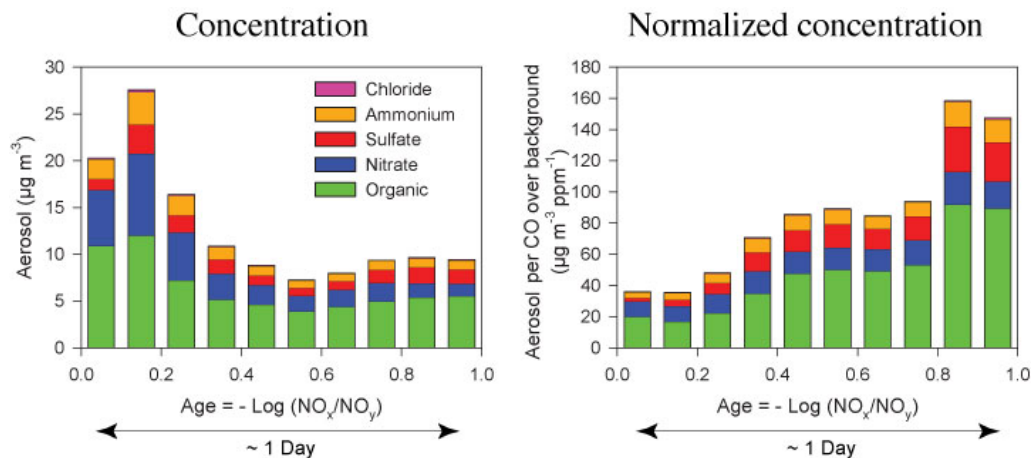 Concentration
30
25
20
15
10
5
0
Aerosol (µg m⁻³)
Chloride
Ammonium
Sulfate
Nitrate
Organic
0.0 0.2 0.4 0.6 0.8 1.0
Age = - Log (NOₓ/NOᵧ)
~ 1 Day
Normalized concentration
180
160
140
120
100
80
60
40
20
0
Aerosol per CO over background
(µg m⁻³ ppm⁻¹)
0.0 0.2 0.4 0.6 0.8 1.0
Age = - Log (NOₓ/NOᵧ)
~ 1 Day